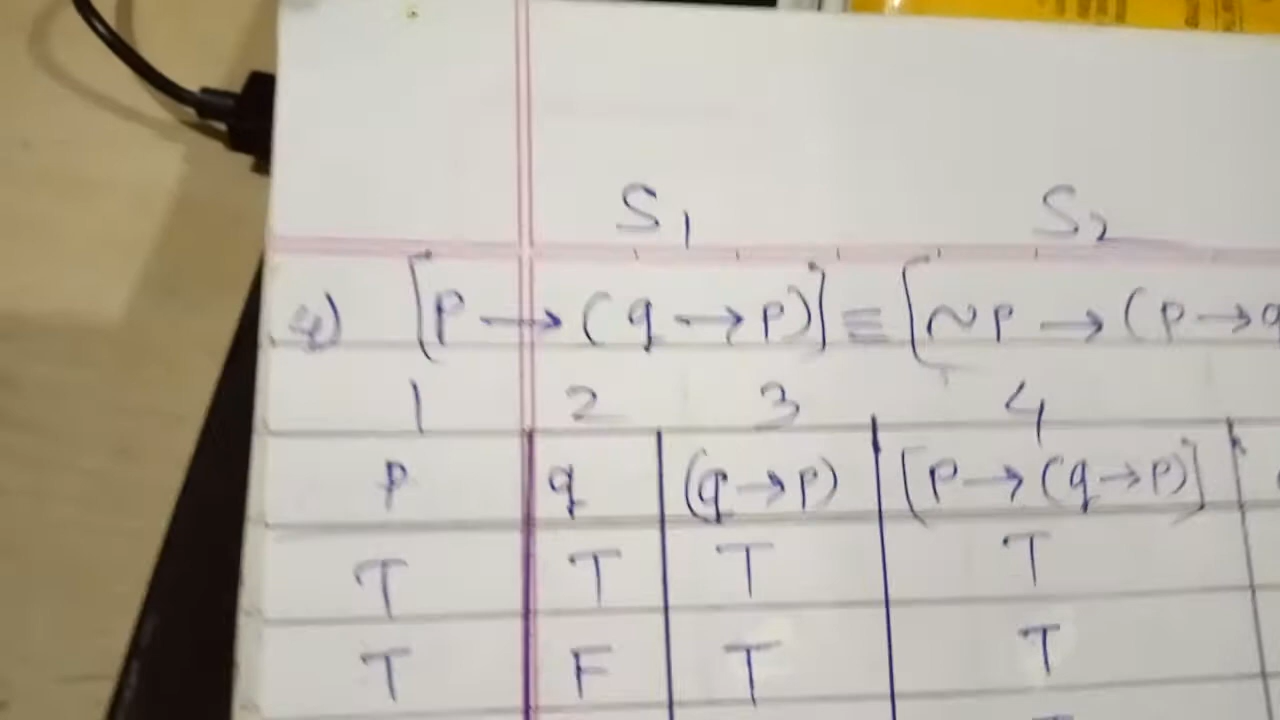 S₁ S₂
4) [p → (q → p)] ≡ [~p → (p → q
1 2 3 4
p q (q → p) [p → (q → p)]
T T T T
T F T T